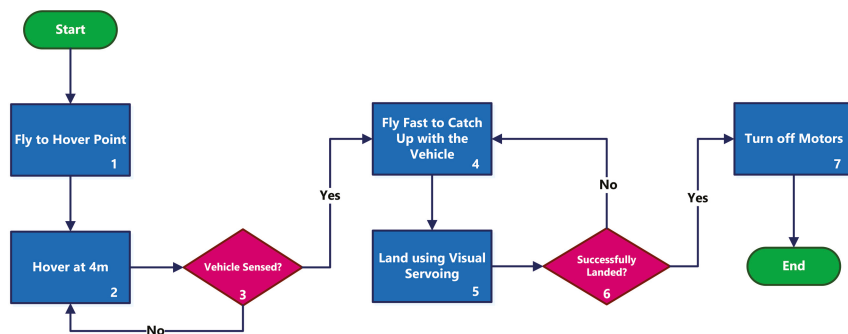 Start
Fly to Hover Point
1
Hover at 4m
2
Vehicle Sensed?
3
No
Yes
Fly Fast to Catch
Up with the
Vehicle
4
Land using Visual
Servoing
5
Successfully
Landed?
6
No
Yes
Turn off Motors
7
End